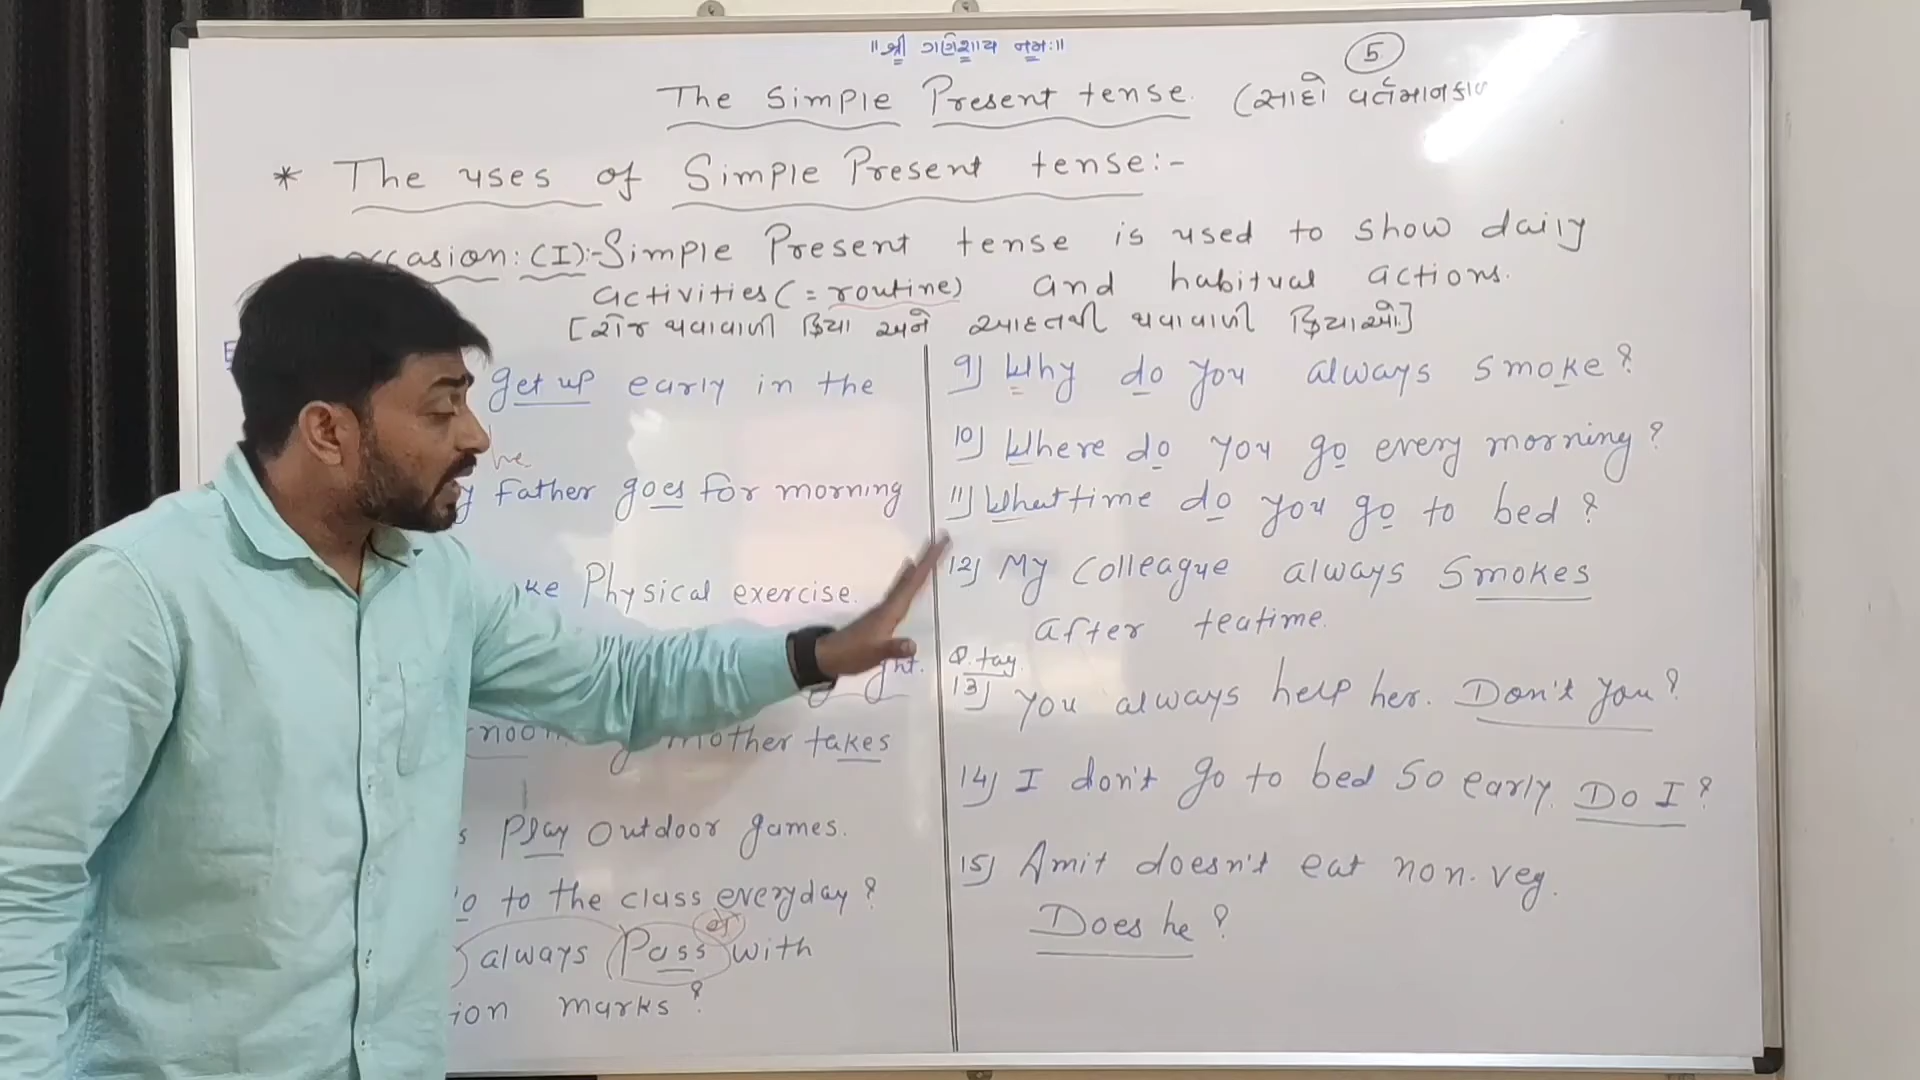 ॥ श्री ગણેશાય નમઃ॥
5
The Simple Present tense. (સાદો વર્તમાનકાળ
* The uses of Simple Present tense:-
occasion: (I):- Simple Present tense is used to show daily
activities (= routine) and habitual actions.
[રોજ થવાવાળી ક્રિયા અને આદતથી થવાવાળી ક્રિયાઓ.]
get up early in the
he
Father goes for morning
Physical exercise.
mother takes
Play outdoor games.
to the class everyday?
es
always Pass with
marks?
9) Why do you always smoke?
10) Where do you go every morning?
11) What time do you go to bed?
12) My colleague always smokes
after teatime.
Q. tag.
13) You always help her. Don't you?
14) I don't go to bed so early. Do I?
15) Amit doesn't eat non-veg.
Does he?